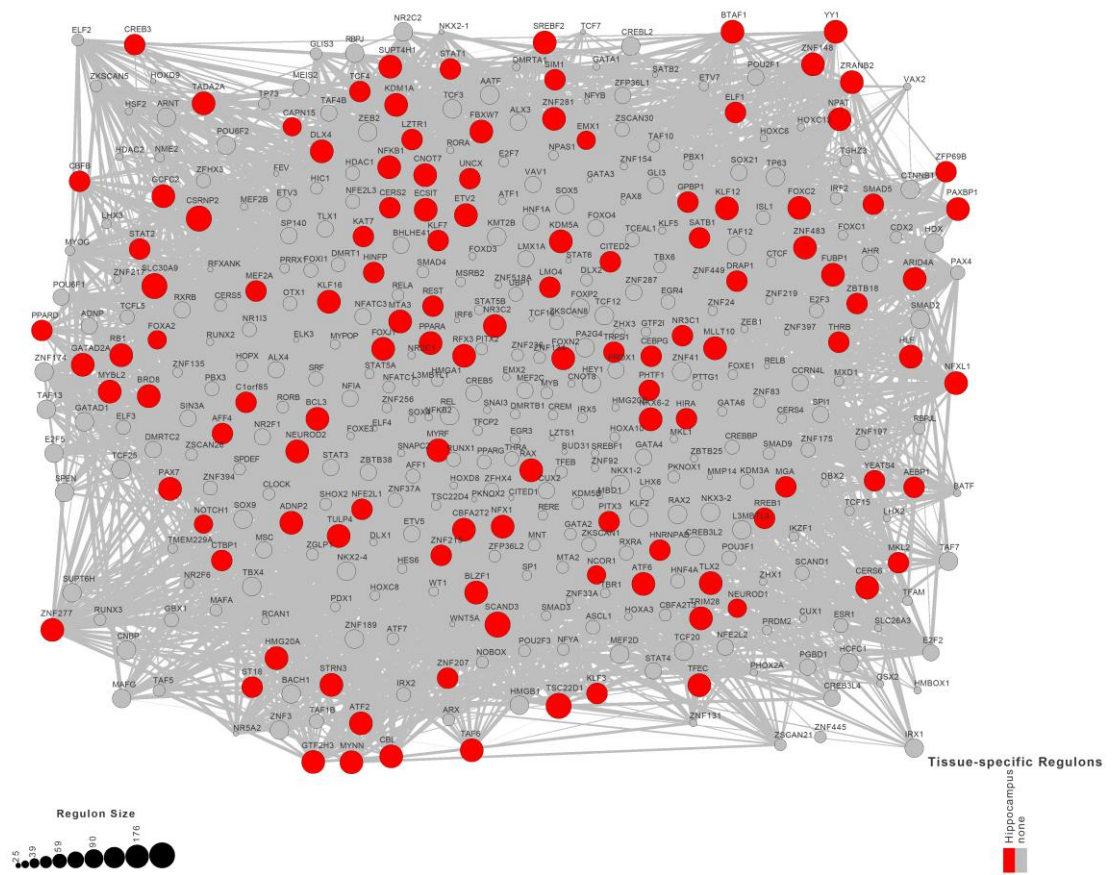 NR2C2 NKX2-1
ELF2 CREB3 SREBF2 TCF7 BTAF1 YY1
GLIS3 RBPJ SUPT4H1 STAT1 DMRTA1 GATA1 CREBL2 ZNF148
ZKSCAN5 HOXD9 MEIS2 TCF4 SIM1 SATB2 ETV7 POU2F1 ZRANB2 VAX2
TADA2A TP73 KDM1A AATF NFYB ZFP36L1
HSF2 ARNT CAPN15 TAF4B TCF3 FBXW7 ALX3 ZNF281 ZSCAN30 ELF1 HOXC13 NPAT
POU6F2 ZEB2 LZTR1 EMX1 TAF10 HOXC6
HDAC2 NME2 DLX4 RORA E2F7 NPAS1 TSHZ3
CBFB ZFHX3 FEV HDAC1 NFKB1 CNOT7 UNCX VAV1 GATA3 ZNF154 GLI3 PBX1 SOX21 TP63 CTNNB1 ZFP69B
GCFC2 ETV3 HIC1 NFE2L3 CERS2 ECSIT ETV2 ATF1 SOX5 PAX8 GPBP1 KLF12 FOXC2 IRF2 SMAD5 PAXBP1
LHX3 CSRNP2 MEF2B HNF1A ISL1
STAT2 SP140 TLX1 KAT7 BHLHE41 KLF7 KMT2B KDM5A FOXO4 TCEAL1 KLF5 SATB1 TAF12 ZNF483 FOXC1 CDX2
MYOG RFXANK PRRX1 FOXI1 DMRT1 HINFP SMAD4 FOXD3 LMX1A STAT6 CITED2 TBX6 CTCF AHR PAX4
SLC30A9 MEF2A MSRB2 ZNF518A DLX2 ZNF449 DRAP1 FUBP1 ARID4A
POU6F1 TCFL5 RXRB CERS5 OTX1 KLF16 RELA UBP1 LMO4 FOXP2 ZNF287 EGR4 ZNF219 E2F3 ZBTB18
PPARD ADNP NR1I3 NFATC3 REST STAT5B TCF12 ZNF24 SMAD2
RB1 FOXA2 RUNX2 ELK3 MYPOP MTA3 IRF6 NR3C2 ZKSCAN8 ZHX3 GTF2I NR3C1 ZEB1 ZNF397 THRB
ZNF174 GATAD2A ZNF135 HOPX ALX4 FOXJ1 PPARA RFX3 PITX2 FOXN2 TRPS1 CEBPG MLLT10 HLF
MYBL2 BRD8 PBX3 SRF STAT5A L3MBTL1 HMGA1 EMX2 HEY1 ZNF41 FOXE1 RELB CCRN4L MXD1 NFXL1
TAF13 C1orf85 RORB NFIA NFATC1 CREB5 MEF2C MYB CNOT8 PHTF1 PTTG1 ZNF83
GATAD1 ELF3 SIN3A AFF4 NR2F1 BCL3 ZNF256 REL NFKB2 SNAI3 DMRTB1 CREM IRX5 NKX6-2 HIRA GATA6 CERS4 SPI1 RBPJL
E2F5 DMRTC2 NEUROD2 FOXE3 ELF4 TFCP2 EGR3 HOXA10 MKL1 CREBBP ZNF197
TCF25 SPDEF STAT3 ZBTB38 MYRF RUNX1 PPARG THRA LZTS1 BUD31 SREBF1 GATA4 ZBTB25 SMAD9 ZNF175
SPEN PAX7 ZNF394 CLOCK AFF1 RAX TFEB ZNF92 NKX1-2 PKNOX1 MMP14 KDM3A MGA DBX2 YEATS4 AEBP1 BATF
SOX9 SHOX2 NFE2L1 ZNF37A HOXD8 ZFHX4 CUX2 CITED1 KDM5B MBD1 LHX6 TCF15
NOTCH1 ADNP2 TSC22D4 PKNOX2 RERE PITX3 KLF2 RAX2 NKX3-2 RREB1 LHX2
TMEM229A MSC TULP4 DLX1 ETV5 CBFA2T2 NFX1 MNT GATA2 ZKSCAN1 CREB3L2 IKZF1
CTBP1 ZGLP1 ZFP36L2 MTA2 RXRA HNRNPAB POU3F1 SCAND1 MKL2 TAF7
SUPT6H NR2F6 TBX4 NKX2-4 HES6 SP1 NCOR1 TBR1 ATF6 HNF4A TLX2 ZHX1 CERS6 TFAM
RUNX3 GBX1 MAFA PDX1 HOXC8 WT1 BLZF1 ZNF33A CBFA2T3 NEUROD1
ZNF277 CNBP RCAN1 WNT5A SCAND3 SMAD3 ASCL1 HOXA3 TRIM28 CUX1 ESR1 SLC26A3
ZNF189 ATF7 NFYA PRDM2
HMG20A POU2F3 NOBOX MEF2D TCF20 NFE2L2 HCFC1 E2F2
MAFG TAF5 ST18 STRN3 ZNF207 STAT4 PHOX2A PGBD1
BACH1 IRX2 HMGB1 TSC22D1 KLF3 TFEC CREB3L4 GSX2 HMBOX1
ZNF3 TAF1B ATF2 ARX
NR5A2 ZNF131 ZNF445
GTF2H3 MYNN CBL TAF6 ZSCAN21 IRX1
Tissue-specific Regulons
Regulon Size
25 39 59 90 176
Hippocampus
none